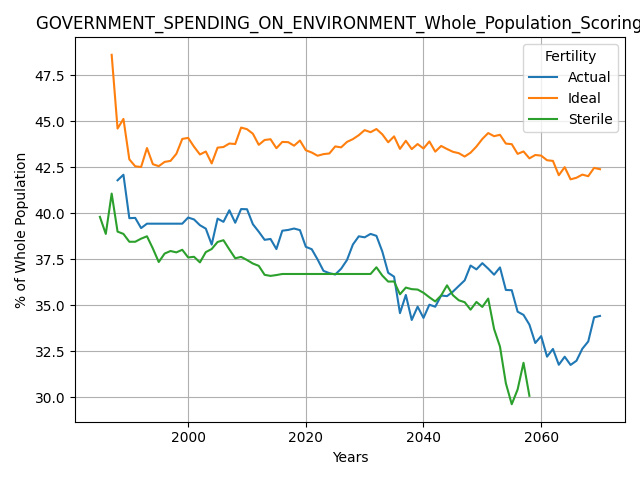 GOVERNMENT_SPENDING_ON_ENVIRONMENT_Whole_Population_Scoring
Fertility
Actual
Ideal
Sterile
% of Whole Population
47.5
45.0
42.5
40.0
37.5
35.0
32.5
30.0
2000
2020
2040
2060
Years